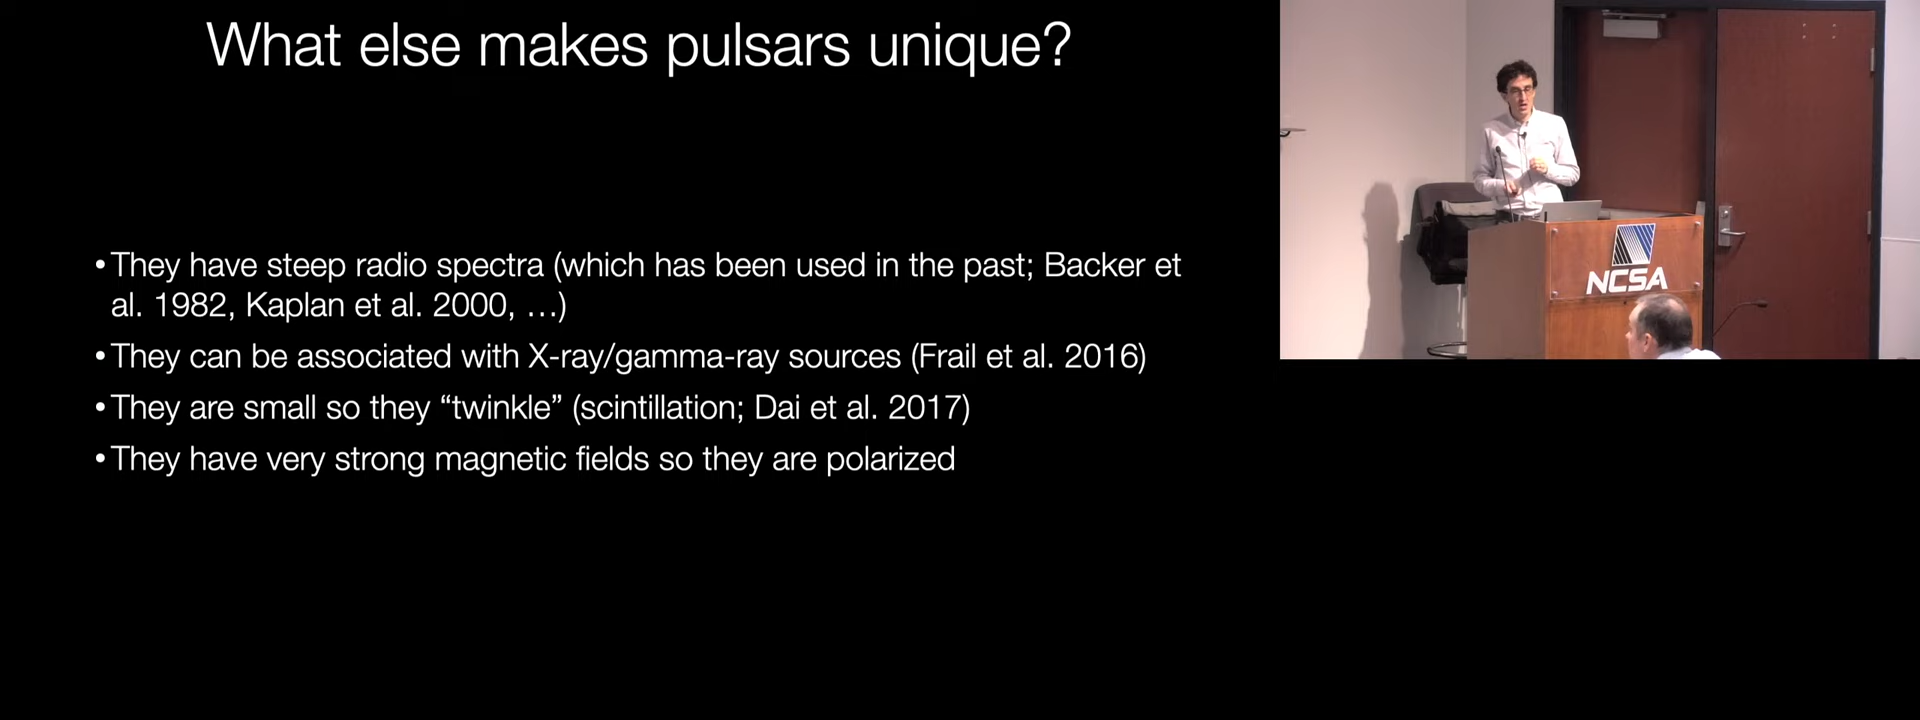 What else makes pulsars unique?
•They have steep radio spectra (which has been used in the past; Backer et
al. 1982, Kaplan et al. 2000, …)
•They can be associated with X-ray/gamma-ray sources (Frail et al. 2016)
•They are small so they “twinkle” (scintillation; Dai et al. 2017)
•They have very strong magnetic fields so they are polarized
NCSA